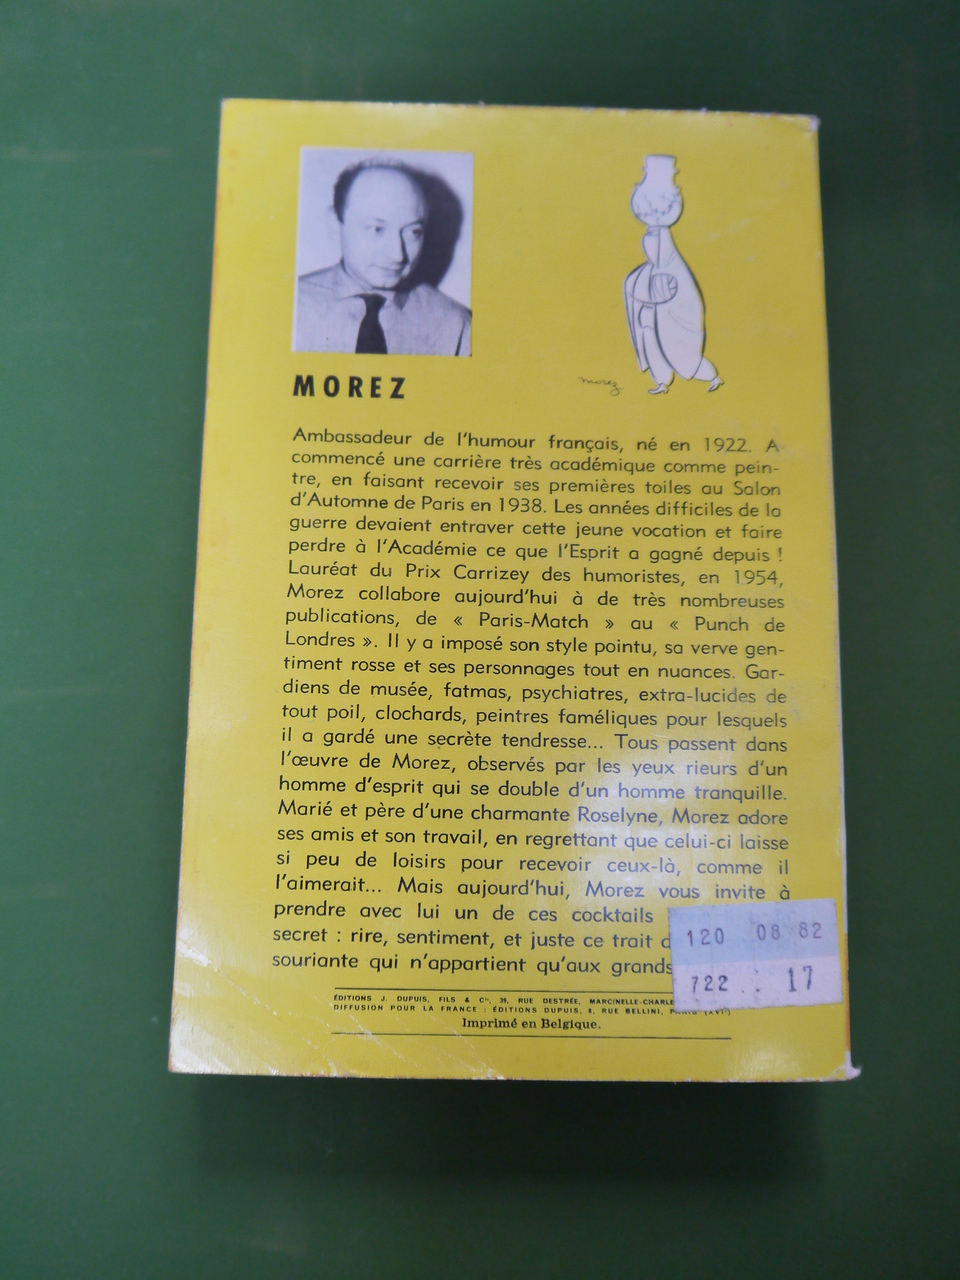 morez
MOREZ
Ambassadeur de l'humour français, né en 1922. A
commencé une carrière très académique comme pein-
tre, en faisant recevoir ses premières toiles au Salon
d'Automne de Paris en 1938. Les années difficiles de la
guerre devaient entraver cette jeune vocation et faire
perdre à l'Académie ce que l'Esprit a gagné depuis !
Lauréat du Prix Carrizey des humoristes, en 1954,
Morez collabore aujourd'hui à de très nombreuses
publications, de « Paris-Match » au « Punch de
Londres ». Il y a imposé son style pointu, sa verve gen-
timent rosse et ses personnages tout en nuances. Gar-
diens de musée, fatmas, psychiatres, extra-lucides de
tout poil, clochards, peintres faméliques pour lesquels
il a gardé une secrète tendresse... Tous passent dans
l'œuvre de Morez, observés par les yeux rieurs d'un
homme d'esprit qui se double d'un homme tranquille.
Marié et père d'une charmante Roselyne, Morez adore
ses amis et son travail, en regrettant que celui-ci laisse
si peu de loisirs pour recevoir ceux-là, comme il
l'aimerait... Mais aujourd'hui, Morez vous invite à
prendre avec lui un de ces cocktails
secret : rire, sentiment, et juste ce trait
souriante qui n'appartient qu'aux grands
120 08 82
722 .: 17
ÉDITIONS J. DUPUIS, FILS & Cie, 39, RUE DESTRÉE, MARCINELLE-CHARLE
DIFFUSION POUR LA FRANCE : ÉDITIONS DUPUIS, 8, RUE BELLINI, PARIS (XVIe)
Imprimé en Belgique.